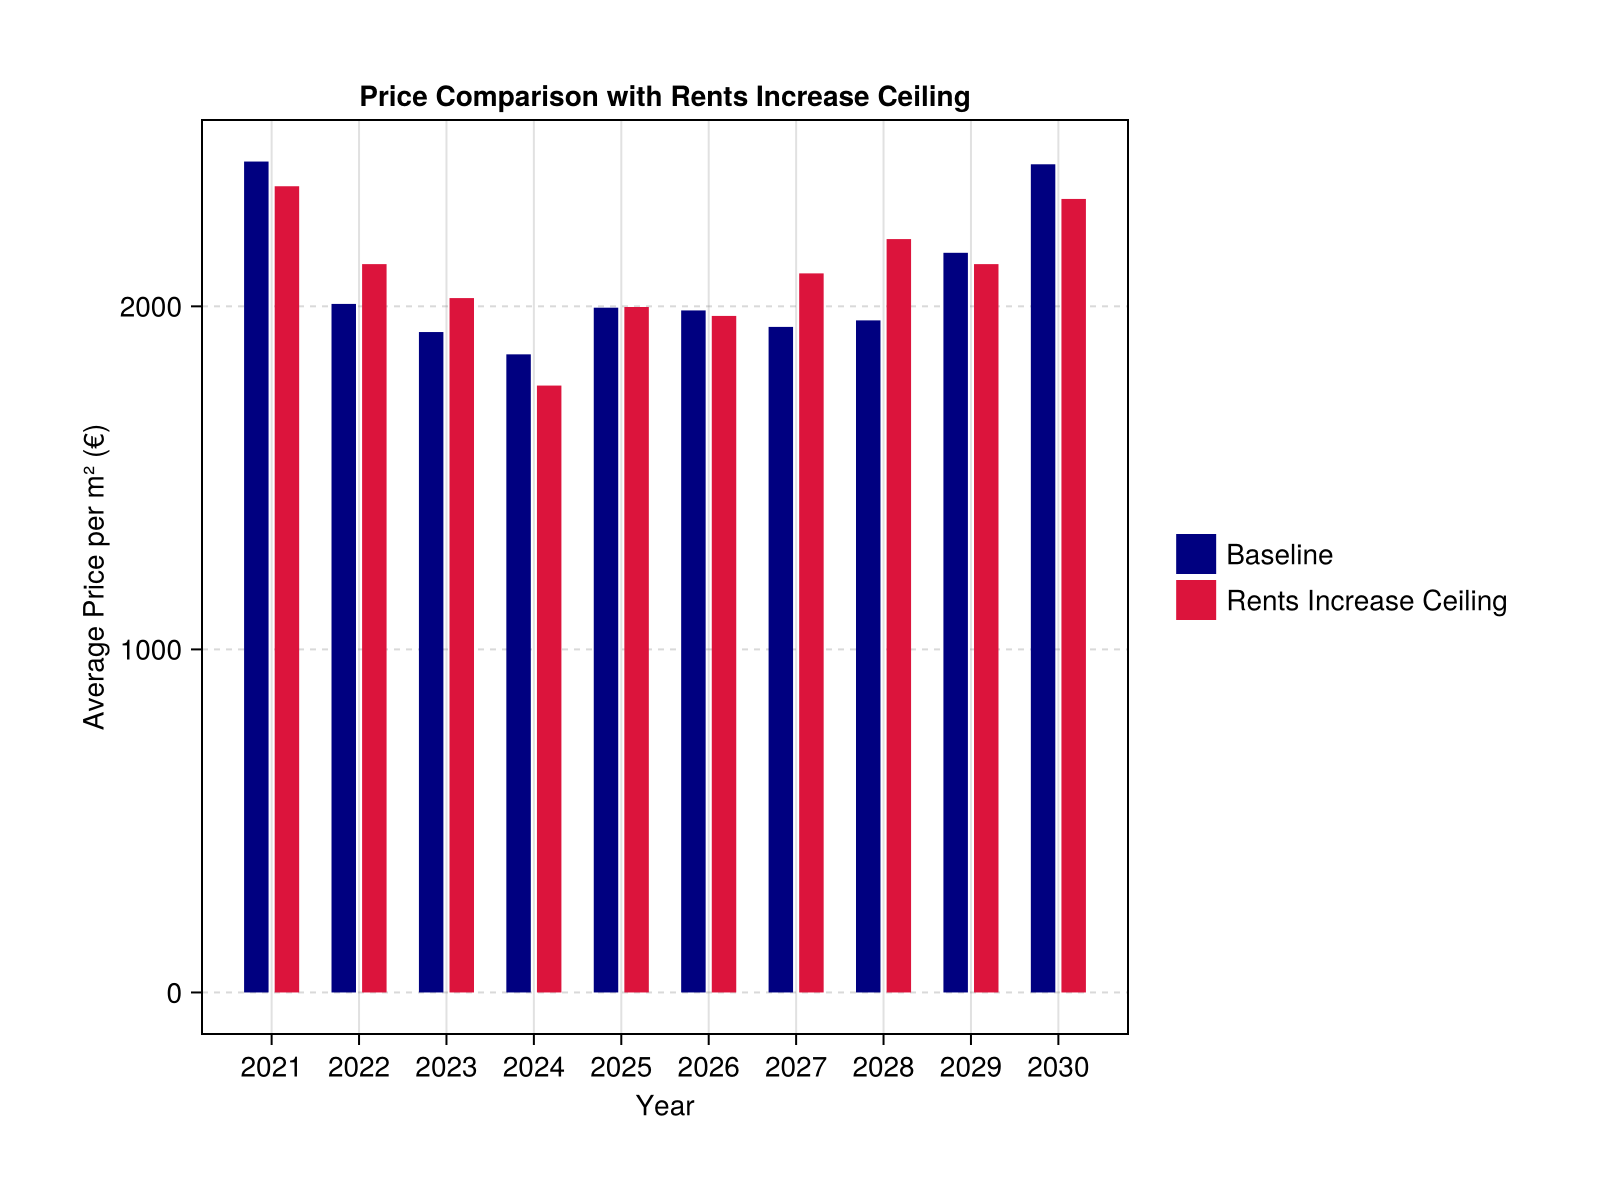 Price Comparison with Rents Increase Ceiling
Average Price per m² (€)
2000
1000
0
2021 2022 2023 2024 2025 2026 2027 2028 2029 2030
Year
Baseline
Rents Increase Ceiling